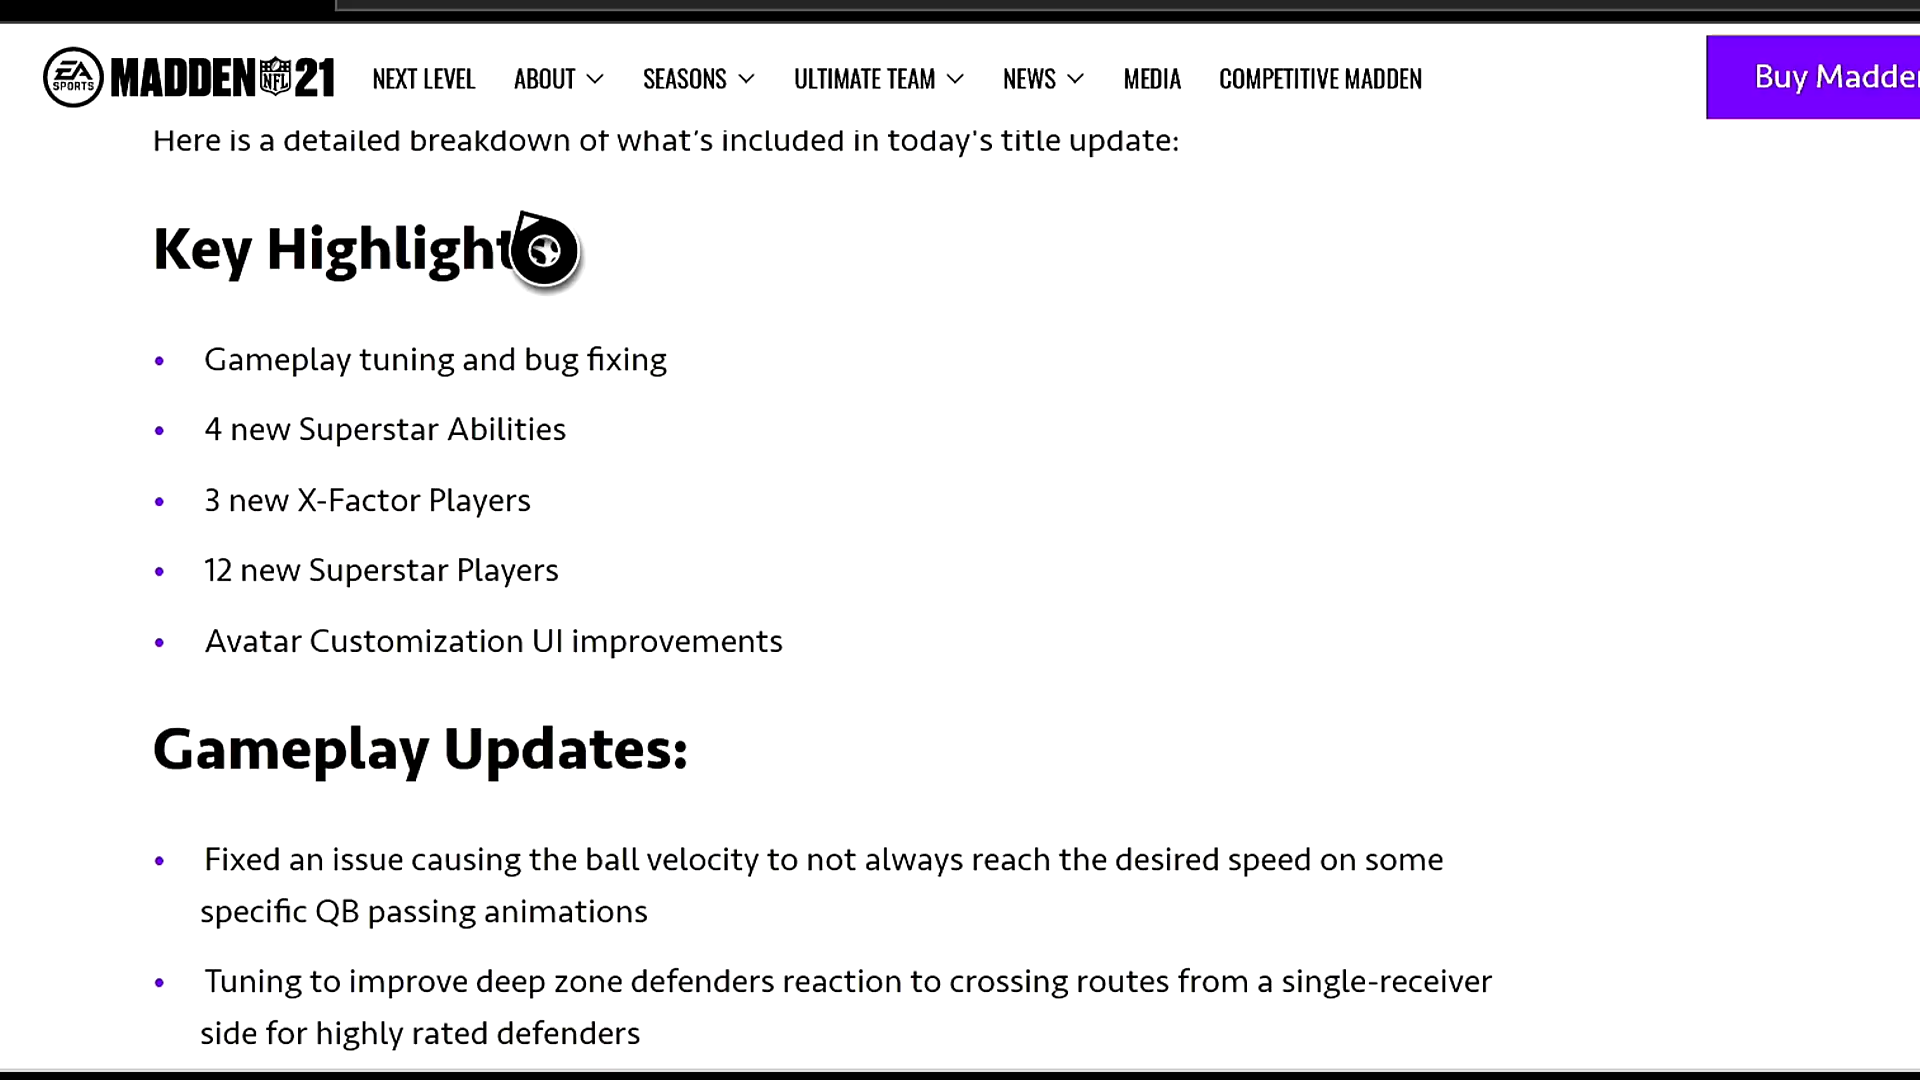 EA SPORTS MADDEN NFL 21 NEXT LEVEL ABOUT SEASONS ULTIMATE TEAM NEWS MEDIA COMPETITIVE MADDEN Buy Madde
Here is a detailed breakdown of what's included in today's title update:
Key Highlight
• Gameplay tuning and bug fixing
• 4 new Superstar Abilities
• 3 new X-Factor Players
• 12 new Superstar Players
• Avatar Customization UI improvements
Gameplay Updates:
• Fixed an issue causing the ball velocity to not always reach the desired speed on some
specific QB passing animations
• Tuning to improve deep zone defenders reaction to crossing routes from a single-receiver
side for highly rated defenders